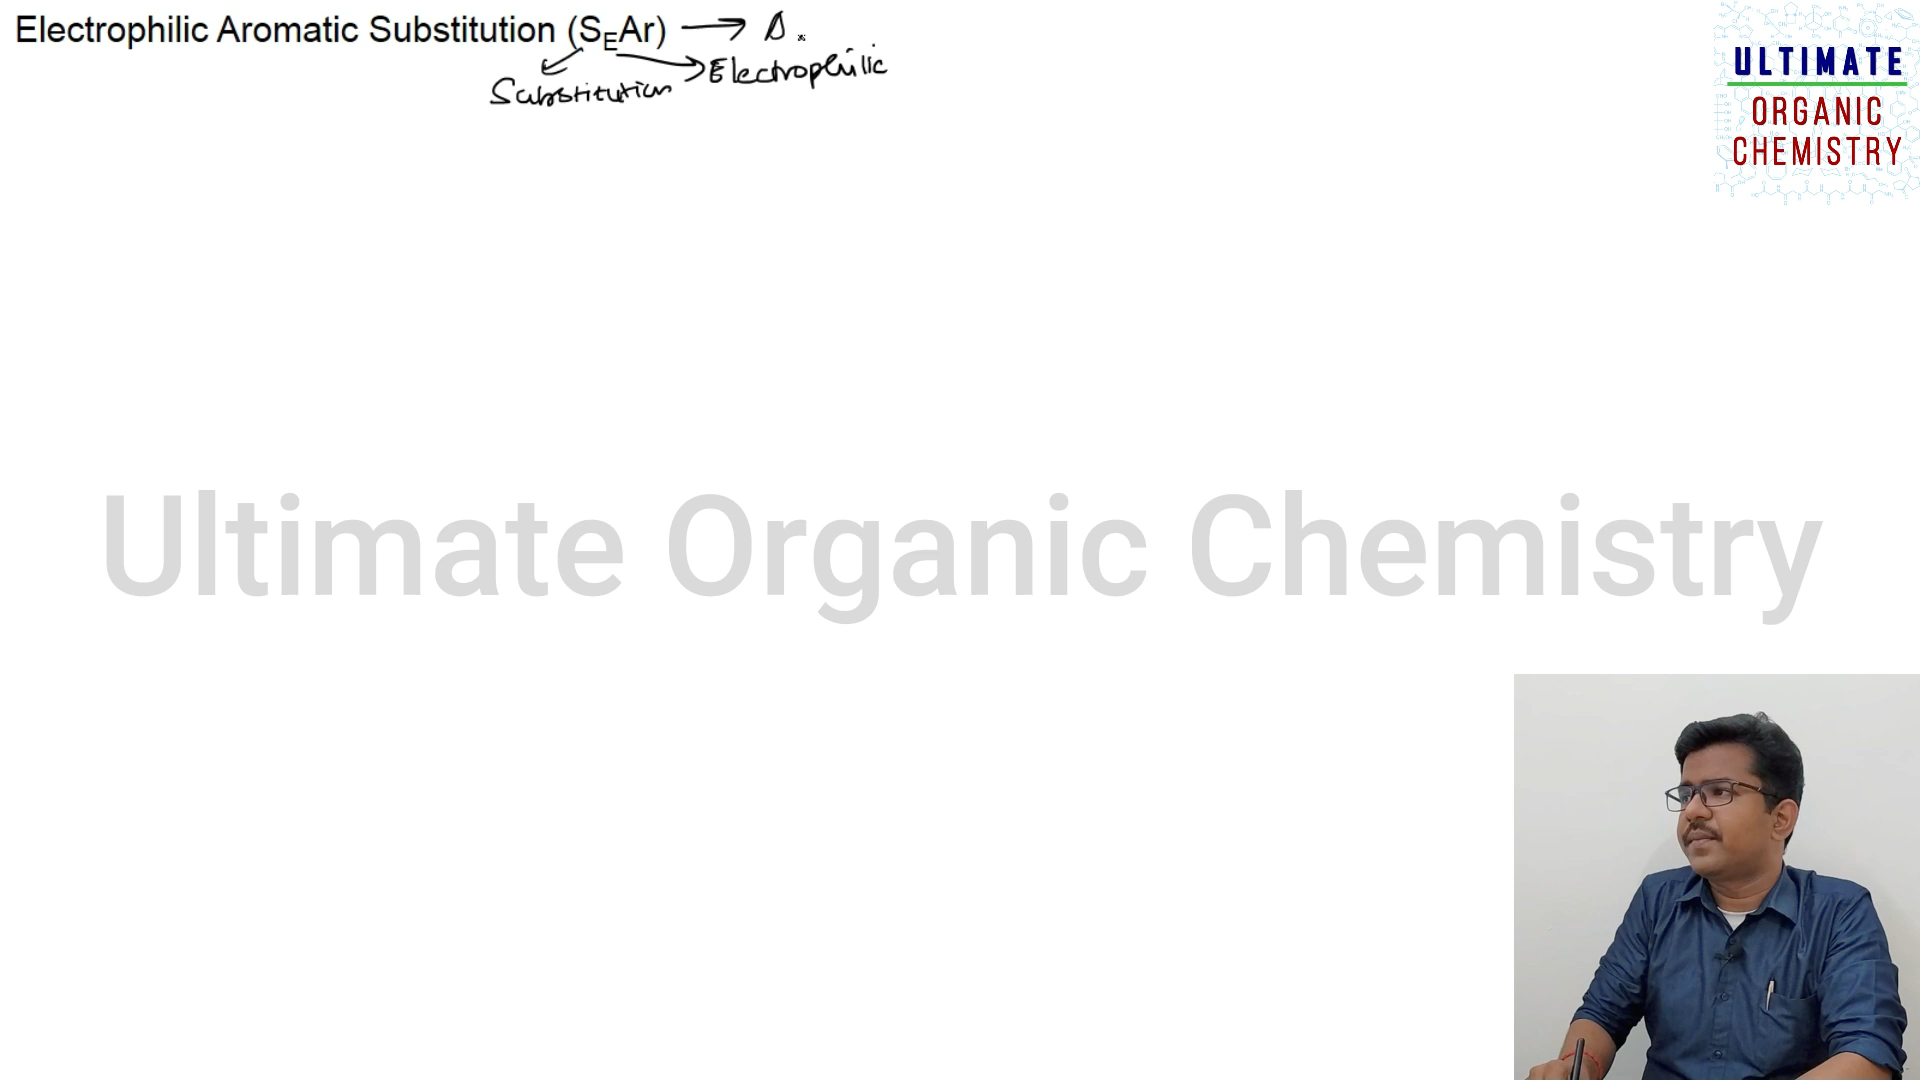 Electrophilic Aromatic Substitution (SEAr)
Electrophilic
Substitution
ULTIMATE
ORGANIC
CHEMISTRY
Ultimate Organic Chemistry